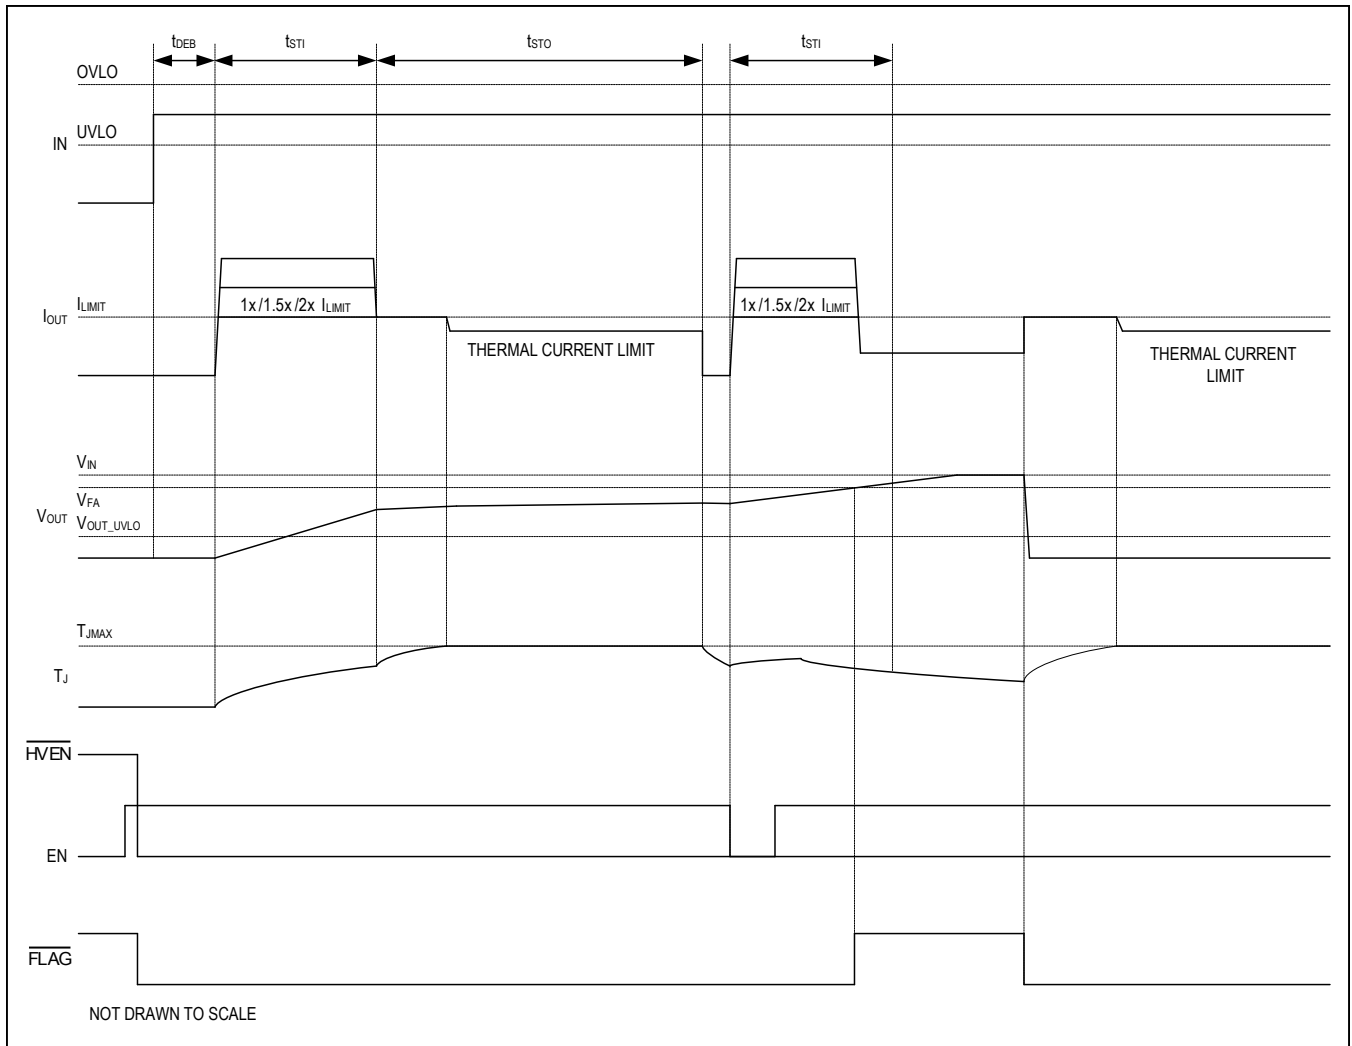 tDEB tSTI tSTO tSTI
OVLO
UVLO
IN
ILIMIT
IOUT
1x/1.5x/2x ILIMIT
1x/1.5x/2x ILIMIT
THERMAL CURRENT LIMIT
THERMAL CURRENT
LIMIT
VIN
VFA
VOUT
VOUT_UVLO
TJMAX
TJ
HVEN
EN
FLAG
NOT DRAWN TO SCALE